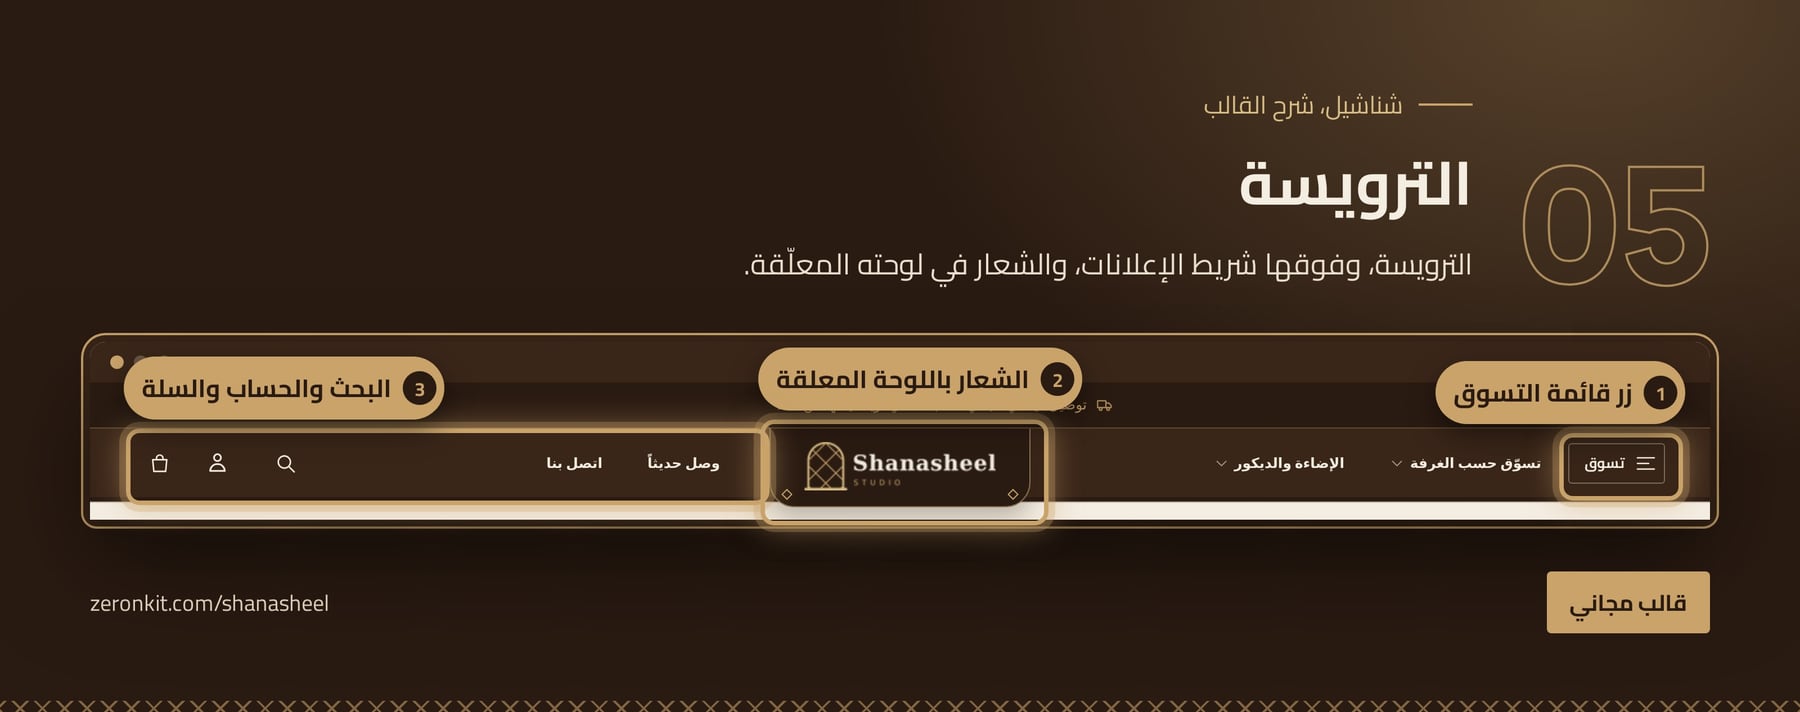 شناشيل، شرح القالب
05
الترويسة
الترويسة، وفوقها شريط الإعلانات، والشعار في لوحته المعلّقة.
1 زر قائمة التسوق
2 الشعار باللوحة المعلقة
3 البحث والحساب والسلة
تسوق
تسوّق حسب الغرفة
الإضاءة والديكور
Shanasheel
STUDIO
وصل حديثاً
اتصل بنا
قالب مجاني
zeronkit.com/shanasheel